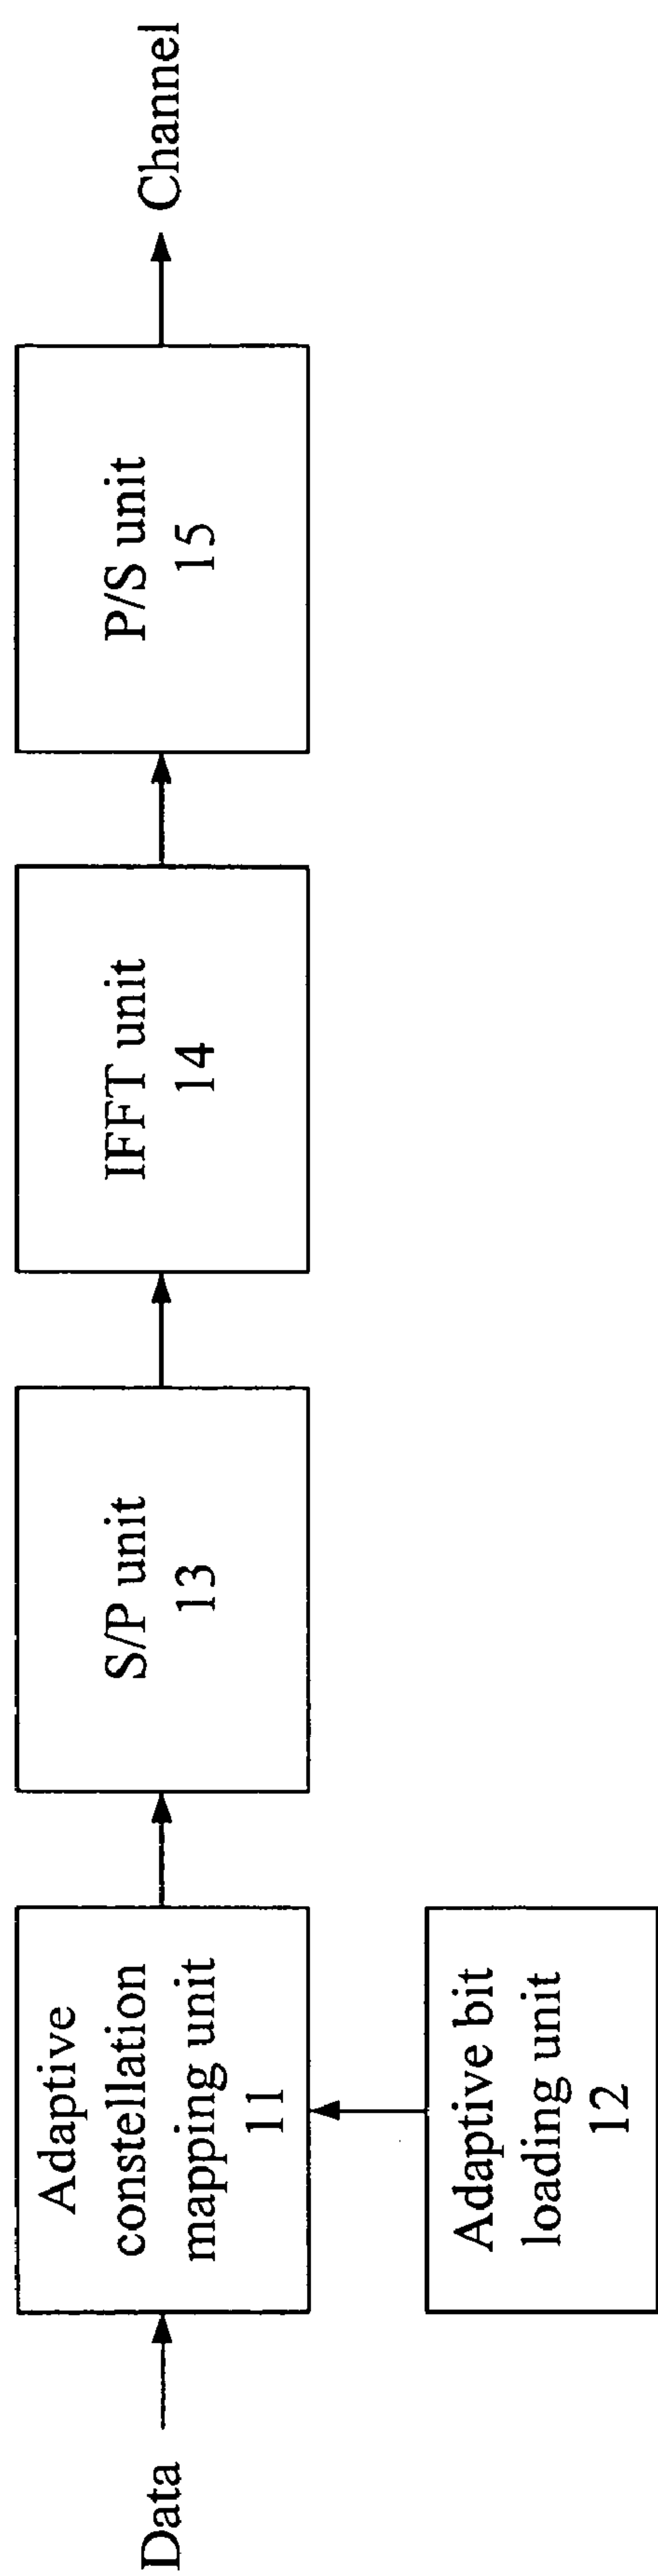 Data
Adaptive
constellation
mapping unit
11
Adaptive bit
loading unit
12
S/P unit
13
IFFT unit
14
P/S unit
15
Channel